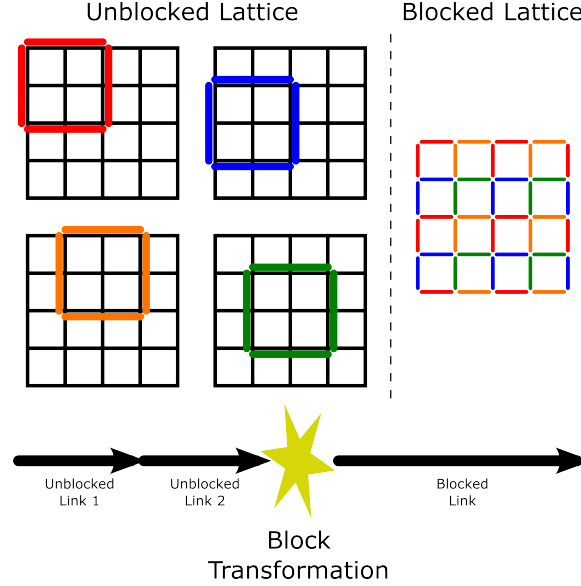 Unblocked Lattice
Blocked Lattice
Unblocked
Link 1
Unblocked
Link 2
Blocked
Link
Block
Transformation